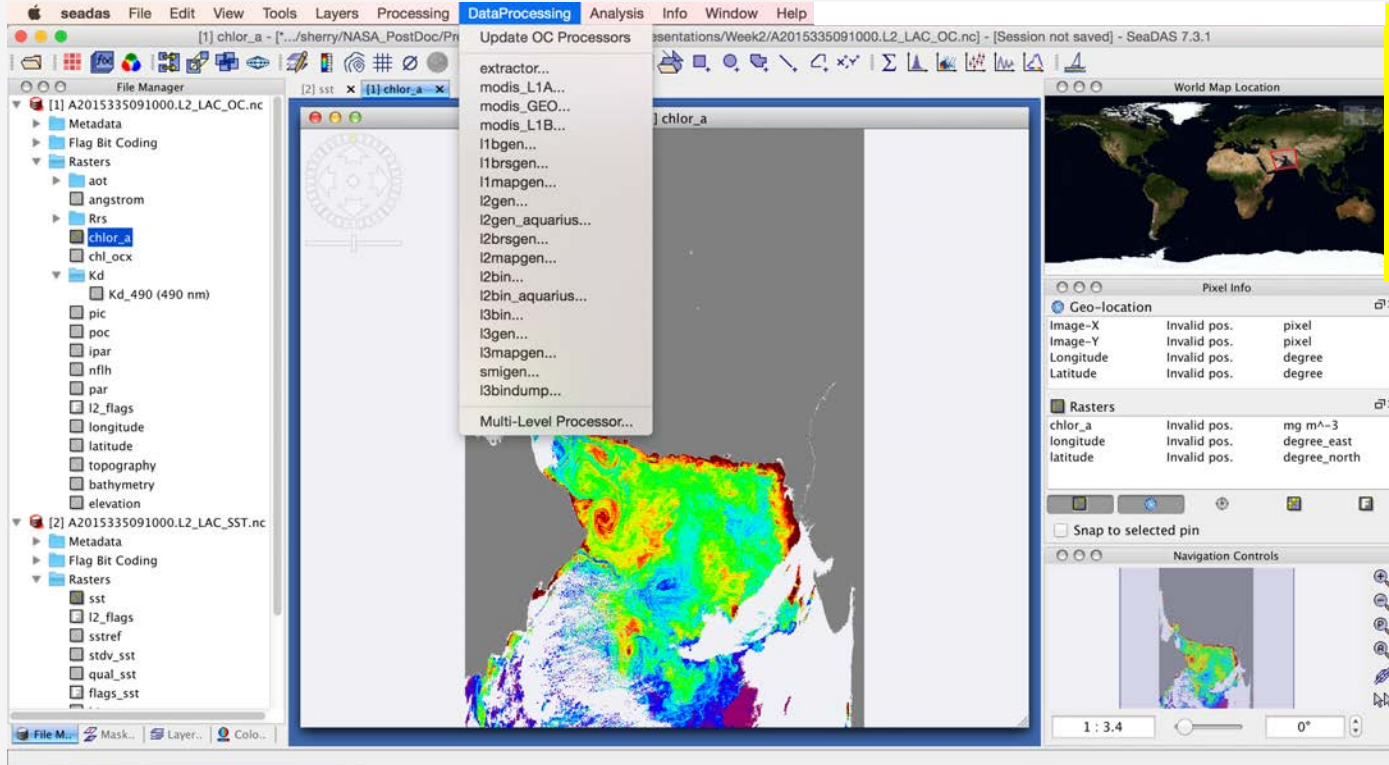 seadas File Edit View Tools Layers Processing DataProcessing Analysis Info Window Help
[1] chlor_a - [*.../sherry/NASA_PostDoc/Pr
esentations/Week2/A2015335091000.L2_LAC_OC.nc] - [Session not saved] - SeaDAS 7.3.1
Update OC Processors
extractor...
modis_L1A...
modis_GEO...
modis_L1B...
l1bgen...
l1brsgen...
l1mapgen...
l2gen...
l2gen_aquarius...
l2brsgen...
l2mapgen...
l2bin...
l2bin_aquarius...
l3bin...
l3gen...
l3mapgen...
smigen...
l3bindump...
Multi-Level Processor...
File Manager
[1] A2015335091000.L2_LAC_OC.nc
Metadata
Flag Bit Coding
Rasters
aot
angstrom
Rrs
chlor_a
chl_ocx
Kd
Kd_490 (490 nm)
pic
poc
ipar
nflh
par
l2_flags
longitude
latitude
topography
bathymetry
elevation
[2] A2015335091000.L2_LAC_SST.nc
Metadata
Flag Bit Coding
Rasters
sst
l2_flags
sstref
stdv_sst
qual_sst
flags_sst
File M.. Mask.. Layer.. Colo..
[2] sst [1] chlor_a
] chlor_a
World Map Location
Pixel Info
Geo-location
Image-X Invalid pos. pixel
Image-Y Invalid pos. pixel
Longitude Invalid pos. degree
Latitude Invalid pos. degree
Rasters
chlor_a Invalid pos. mg m^-3
longitude Invalid pos. degree_east
latitude Invalid pos. degree_north
Snap to selected pin
Navigation Controls
1 : 3.4 0°